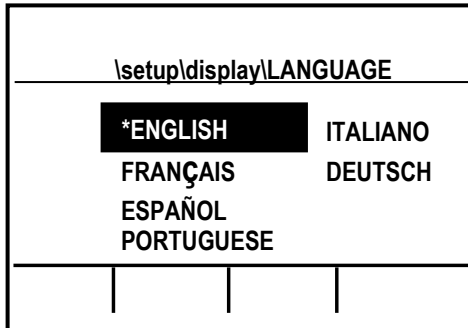 \setup\display\LANGUAGE
*ENGLISH ITALIANO
FRANÇAIS DEUTSCH
ESPAÑOL
PORTUGUESE